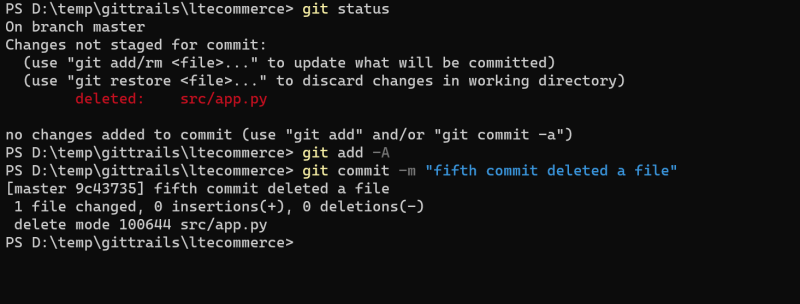 PS D:\temp\gittrails\ltecommerce> git status
On branch master
Changes not staged for commit:
  (use "git add/rm <file>..." to update what will be committed)
  (use "git restore <file>..." to discard changes in working directory)
        deleted:    src/app.py

no changes added to commit (use "git add" and/or "git commit -a")
PS D:\temp\gittrails\ltecommerce> git add -A
PS D:\temp\gittrails\ltecommerce> git commit -m "fifth commit deleted a file"
[master 9c43735] fifth commit deleted a file
 1 file changed, 0 insertions(+), 0 deletions(-)
 delete mode 100644 src/app.py
PS D:\temp\gittrails\ltecommerce>